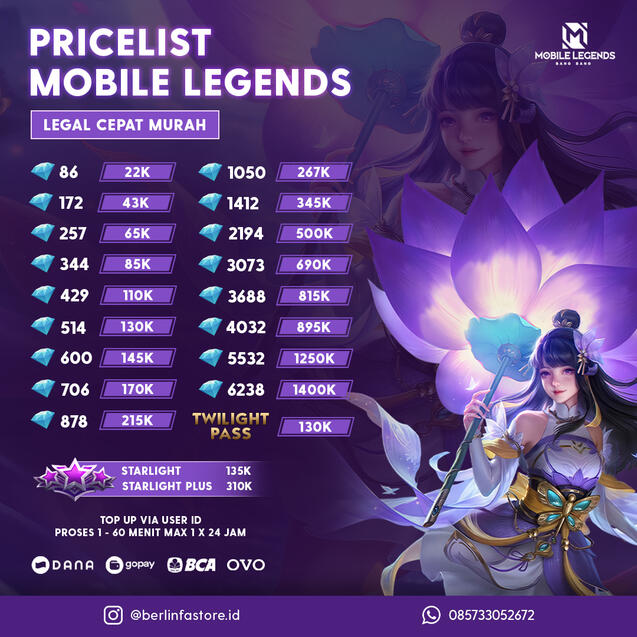 PRICELIST
MOBILE LEGENDS
MOBILE LEGENDS
BANG BANG
LEGAL CEPAT MURAH
86 22K
172 43K
257 65K
344 85K
429 110K
514 130K
600 145K
706 170K
878 215K
1050 267K
1412 345K
2194 500K
3073 690K
3688 815K
4032 895K
5532 1250K
6238 1400K
TWILIGHT
PASS 130K
STARLIGHT 135K
STARLIGHT PLUS 310K
TOP UP VIA USER ID
PROSES 1 - 60 MENIT MAX 1 X 24 JAM
DANA gopay BCA OVO
@berlinfastore.id 085733052672